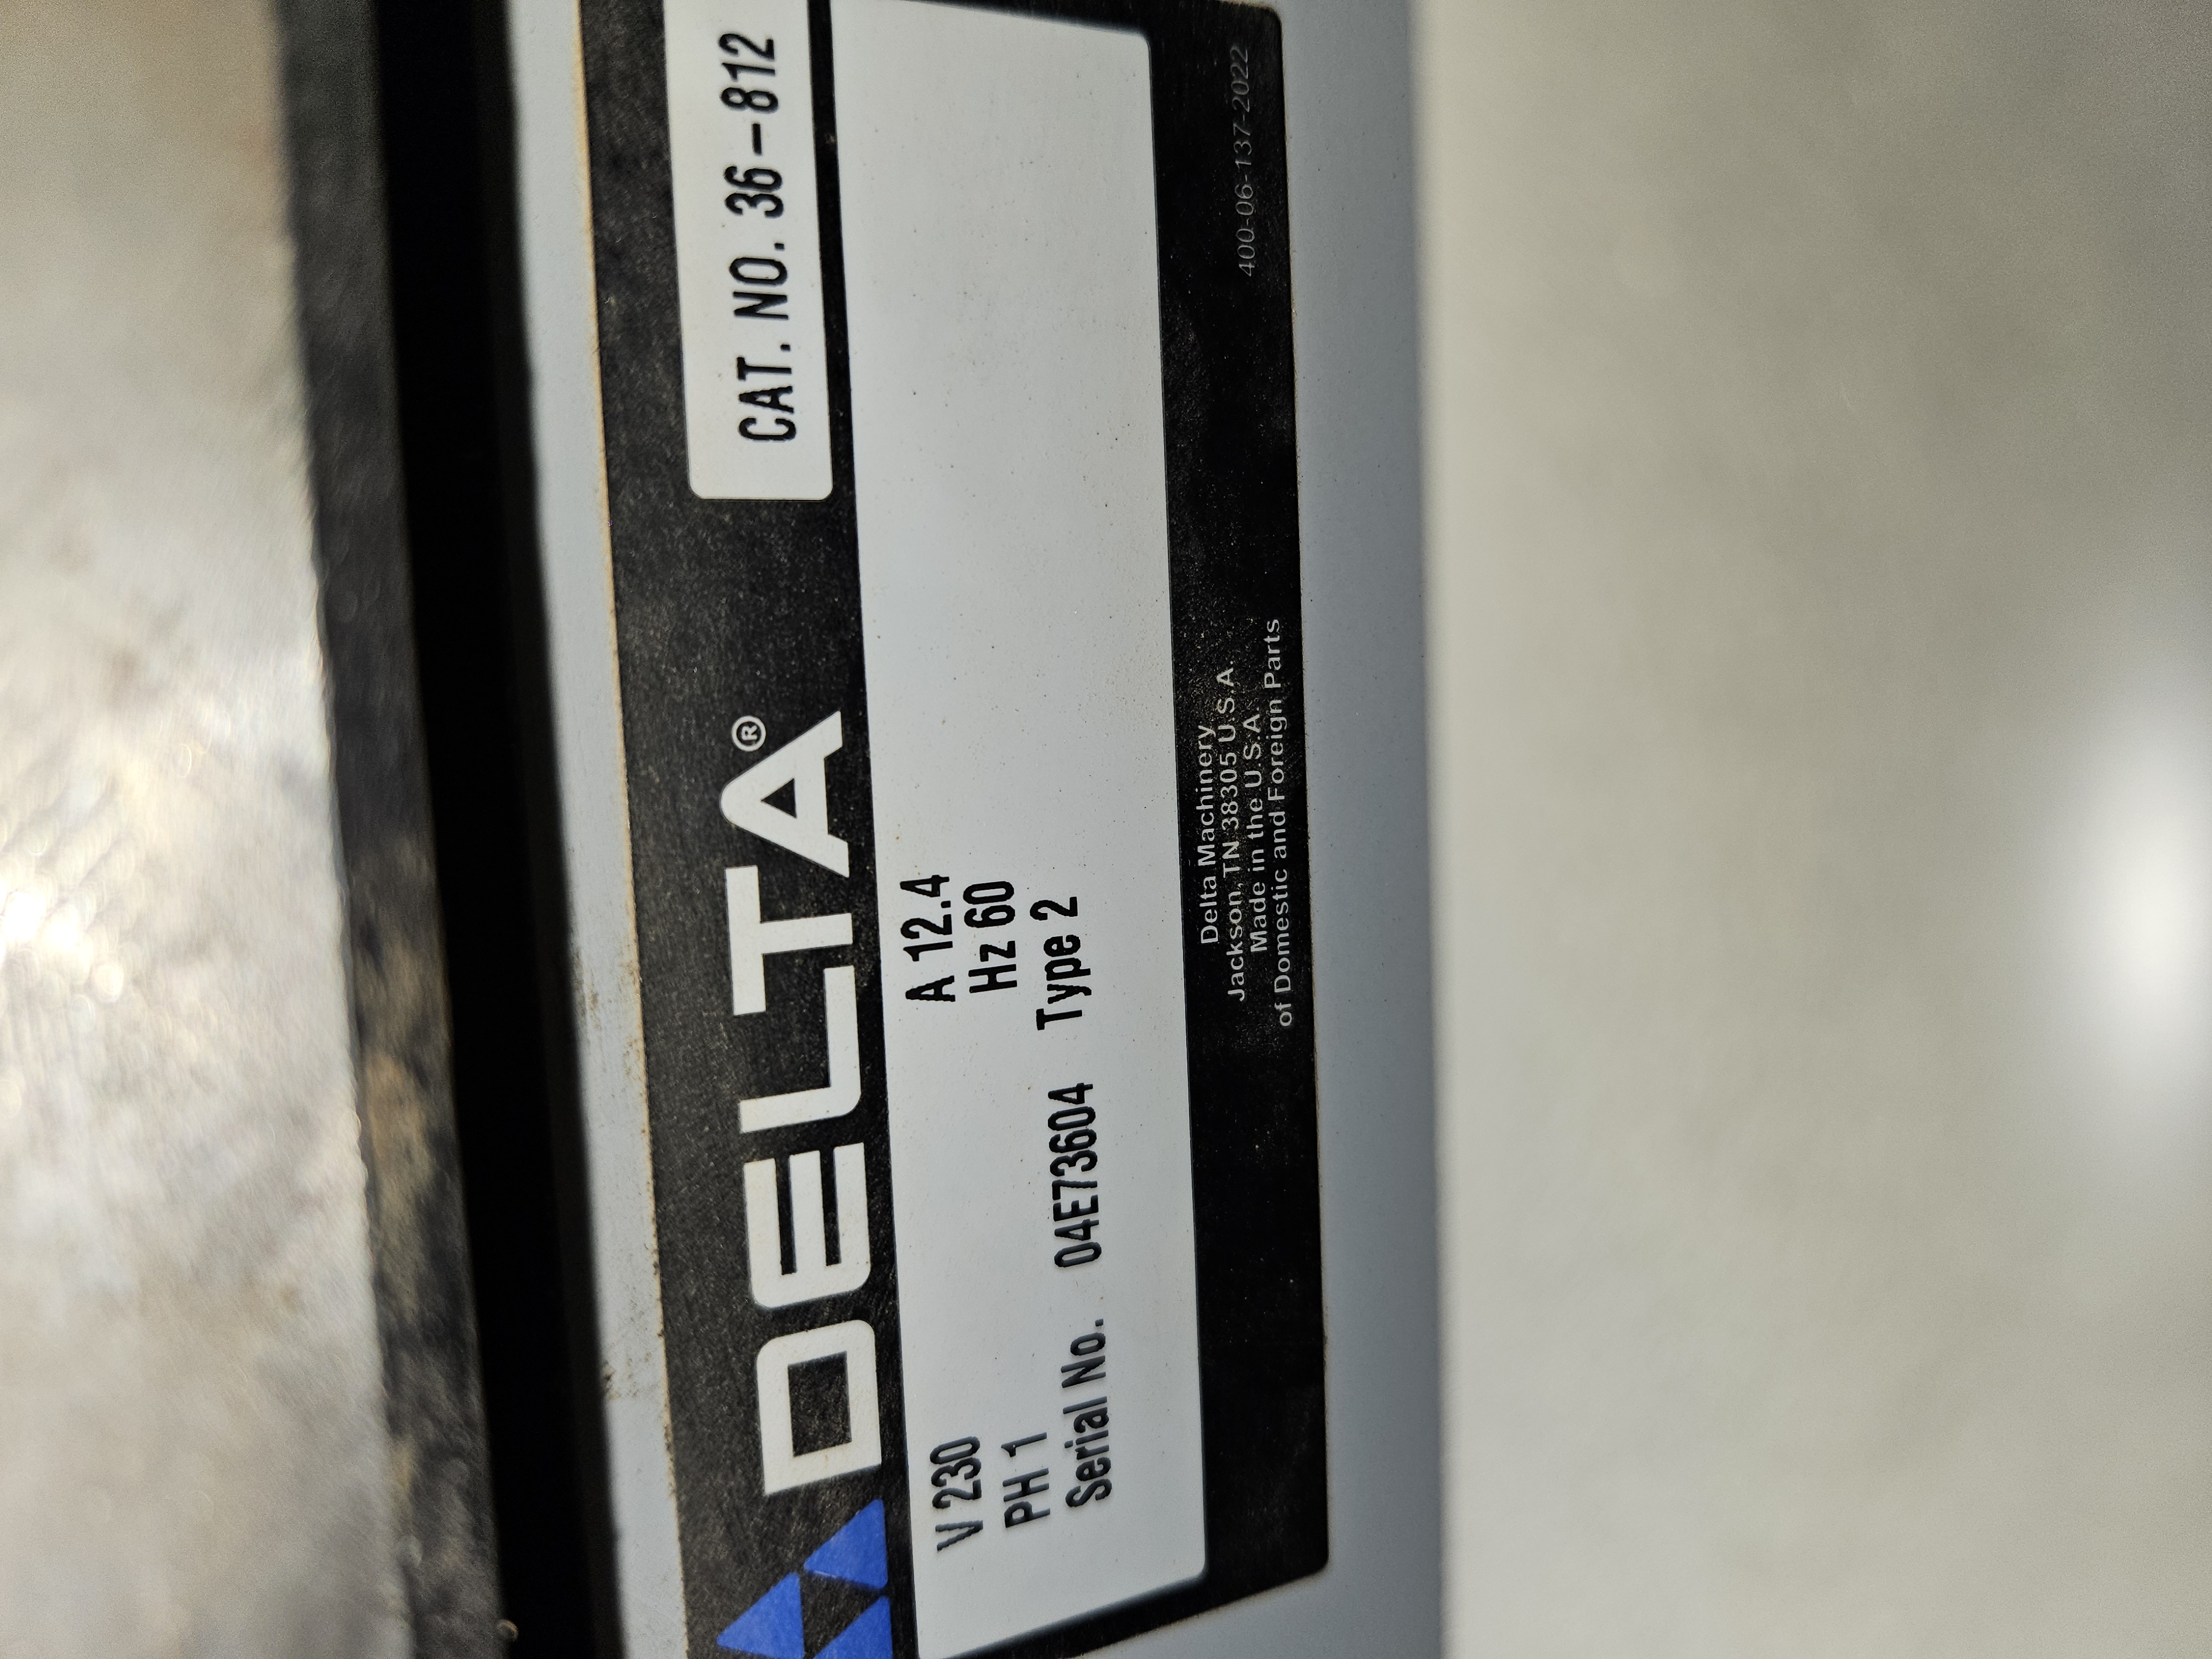 DELTA®
CAT. NO. 36-812
V 230 A 12.4
PH 1 Hz 60
Serial No. 04E73604 Type 2
Delta Machinery
Jackson, TN 38305 U.S.A.
Made in the U.S.A.
of Domestic and Foreign Parts
400-06-137-2022